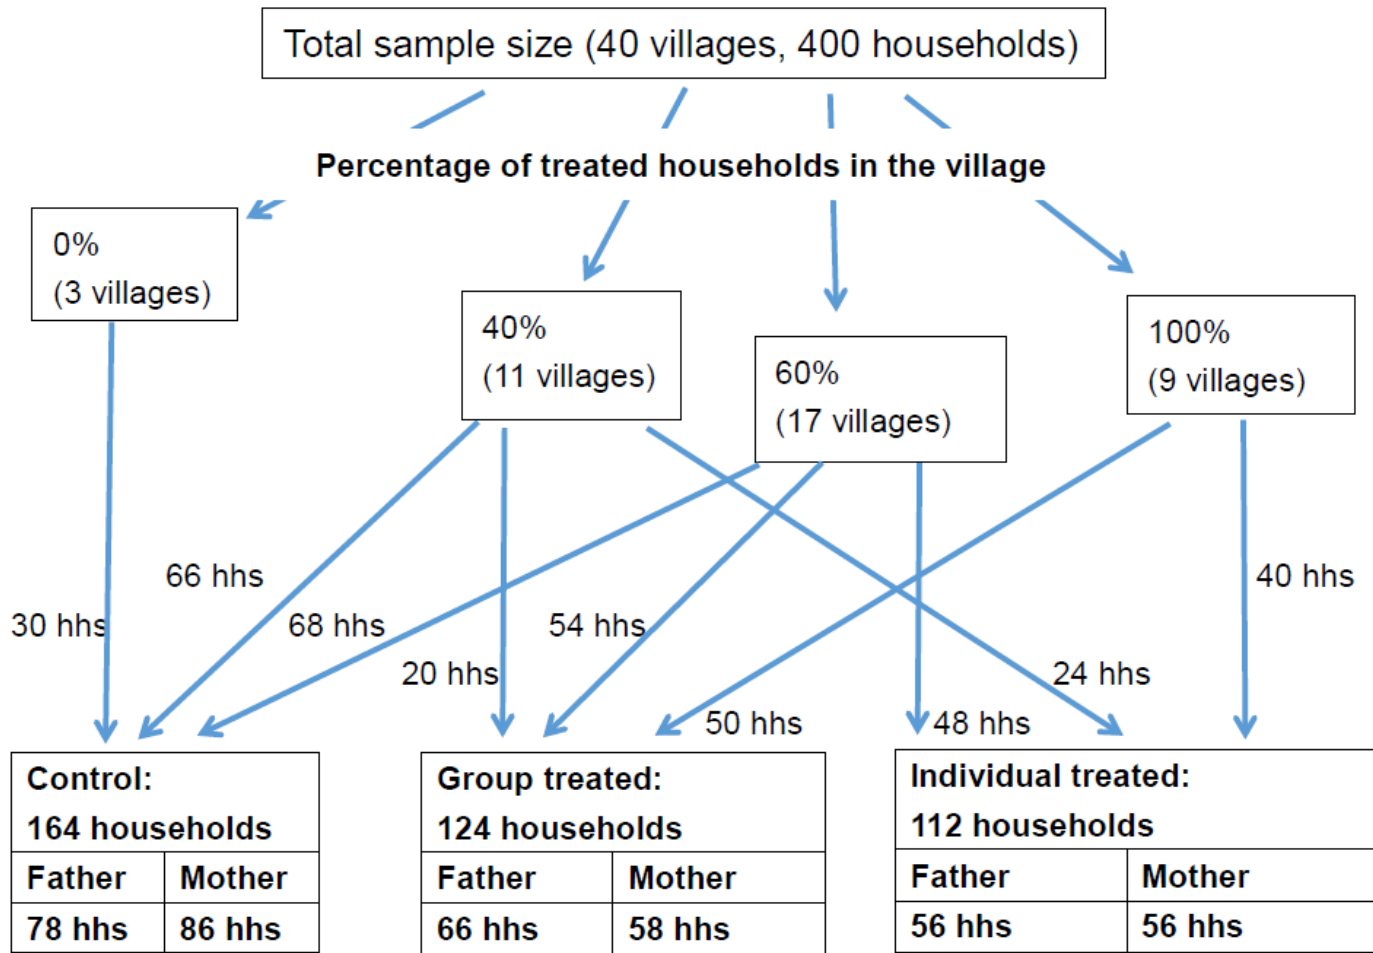 Total sample size (40 villages, 400 households)
Percentage of treated households in the village
0%
(3 villages)
40%
(11 villages)
60%
(17 villages)
100%
(9 villages)
66 hhs
40 hhs
30 hhs
68 hhs
54 hhs
20 hhs
24 hhs
50 hhs
48 hhs
Control:
164 households
Father Mother
78 hhs 86 hhs
Group treated:
124 households
Father Mother
66 hhs 58 hhs
Individual treated:
112 households
Father Mother
56 hhs 56 hhs